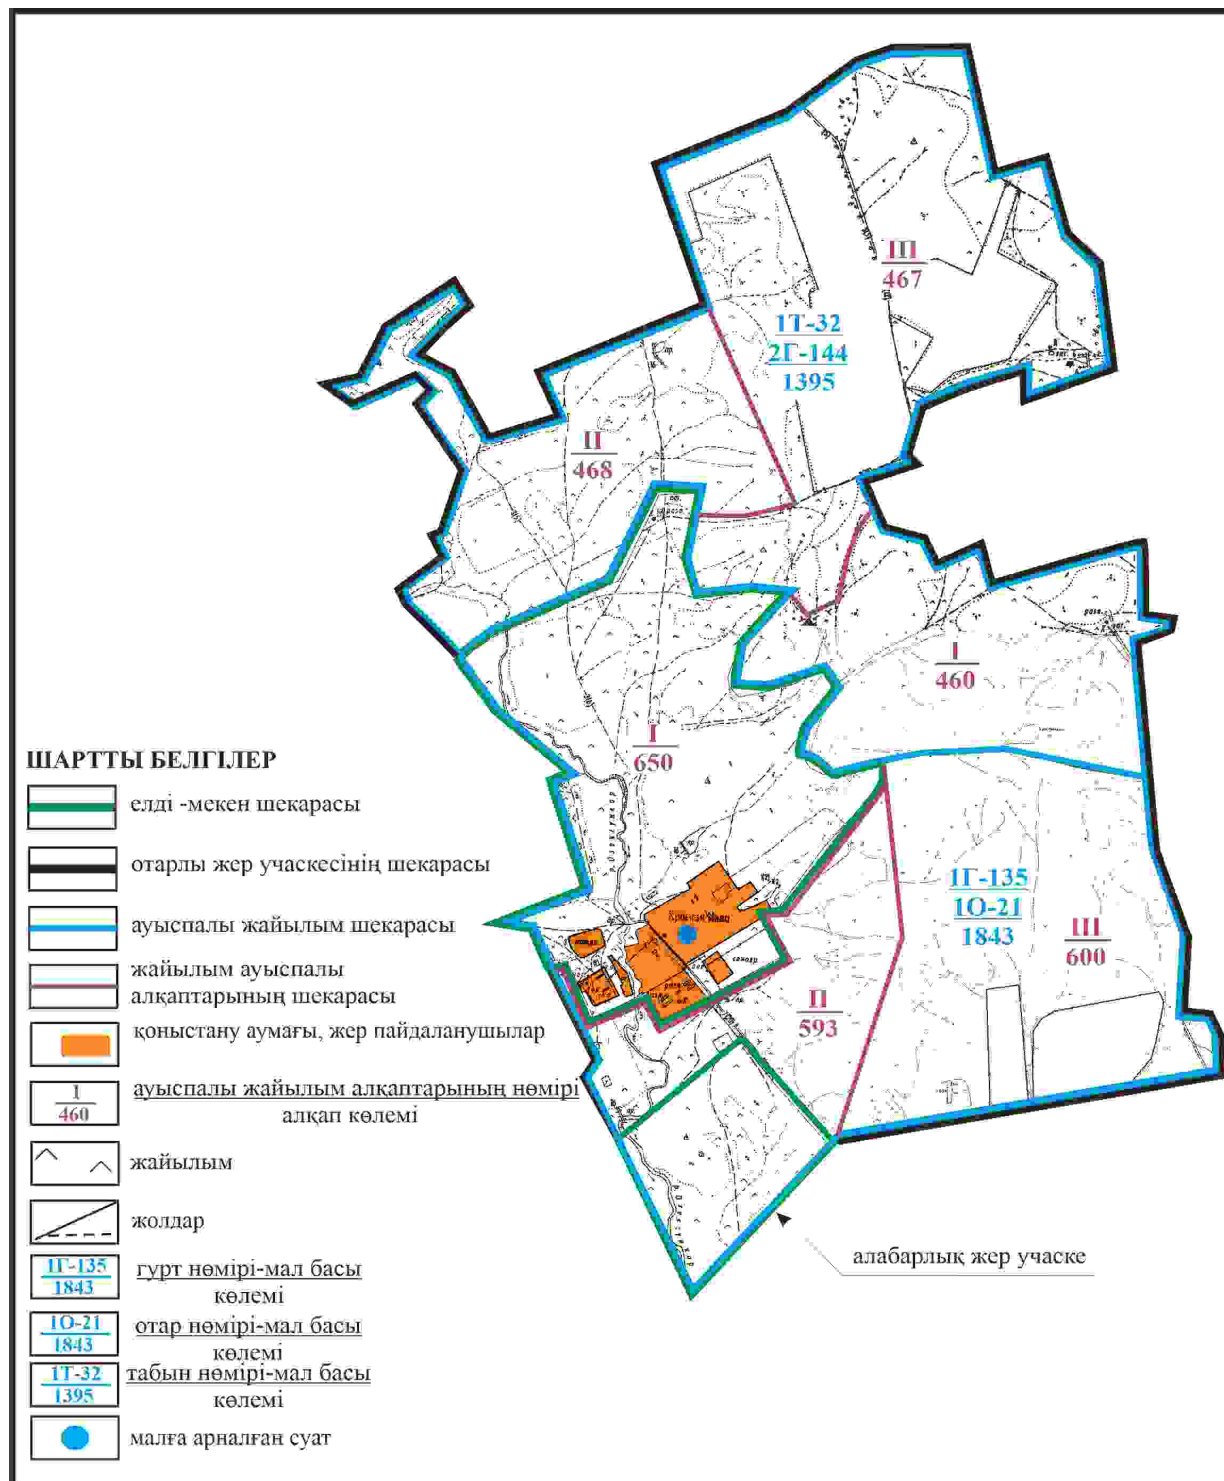 III
467
1Т-32
2Г-144
1395
II
468
I
460
I
650
1Г-135
1О-21
1843
III
600
II
593
алабарлық жер учаске
ШАРТТЫ БЕЛГІЛЕР
елді -мекен шекарасы
отарлы жер учаскесінің шекарасы
ауыспалы жайылым шекарасы
жайылым ауыспалы
алқаптарының шекарасы
қоныстану аумағы, жер пайдаланушылар
I
460
ауыспалы жайылым алқаптарының нөмірі
алқап көлемі
жайылым
жолдар
1Г-135
1843
гурт нөмірі-мал басы
көлемі
1О-21
1843
отар нөмірі-мал басы
көлемі
1Т-32
1395
табын нөмірі-мал басы
көлемі
малға арналған суат